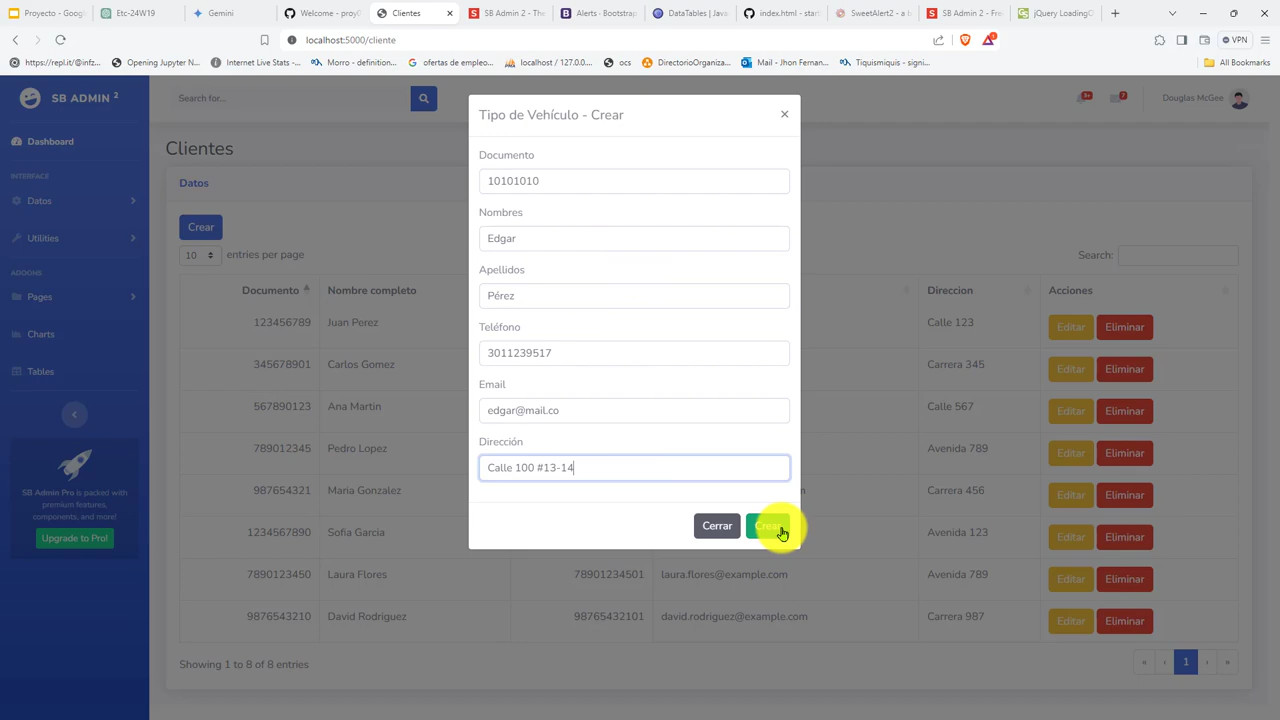 Proyecto - Google
Etc-24W19
Gemini
Welcome - proy
Clientes
SB Admin 2 - The
Alerts · Bootstrap
DataTables | Java
index.html - star
SweetAlert2 - a
SB Admin 2 - Fre
jQuery LoadingO
localhost:5000/cliente
VPN
https://repl.it/@infz...
Opening Jupyter N...
Internet Live Stats -...
Morro - definition...
ofertas de empleo...
localhost / 127.0.0...
ocs
DirectorioOrganiza...
Mail - Jhon Fernan...
Tiquismiquis - signi...
All Bookmarks
SB ADMIN 2
Search for...
3+
7
Douglas McGee
Dashboard
INTERFACE
Datos
Utilities
ADDONS
Pages
Charts
Tables
SB Admin Pro is packed with
premium features,
components, and more!
Upgrade to Pro!
Clientes
Datos
Crear
10 entries per page
Search:
Documento Nombre completo Direccion Acciones
123456789 Juan Perez Calle 123 Editar Eliminar
345678901 Carlos Gomez Carrera 345 Editar Eliminar
567890123 Ana Martin Calle 567 Editar Eliminar
789012345 Pedro Lopez Avenida 789 Editar Eliminar
987654321 Maria Gonzalez m Carrera 456 Editar Eliminar
1234567890 Sofia Garcia Avenida 123 Editar Eliminar
7890123450 Laura Flores 78901234501 laura.flores@example.com Avenida 789 Editar Eliminar
9876543210 David Rodriguez 98765432101 david.rodriguez@example.com Carrera 987 Editar Eliminar
Showing 1 to 8 of 8 entries
« ‹ 1 › »
Tipo de Vehículo - Crear
×
Documento
10101010
Nombres
Edgar
Apellidos
Pérez
Teléfono
3011239517
Email
edgar@mail.co
Dirección
Calle 100 #13-14
Cerrar
Crear